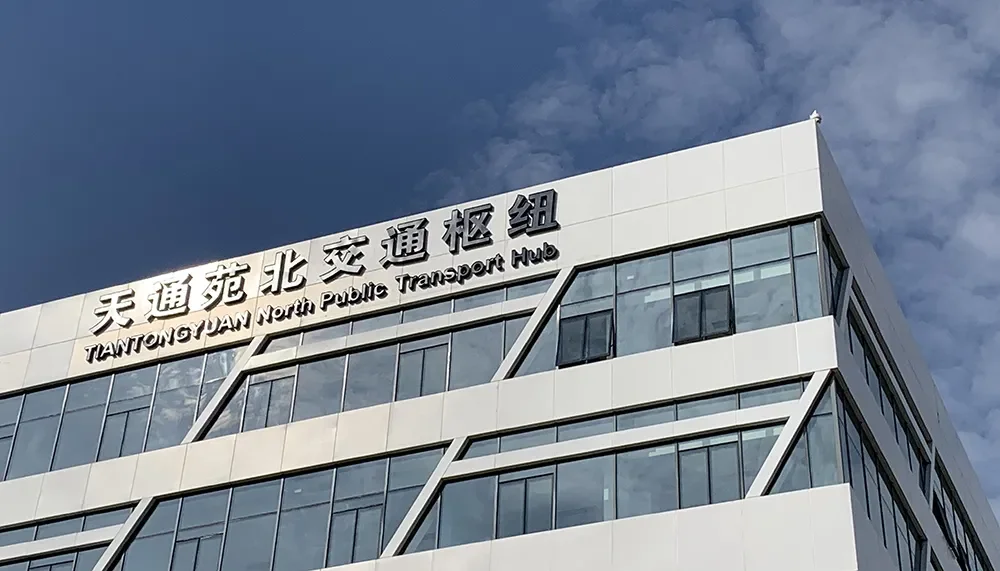 天通苑北交通枢纽
TIANTONGYUAN North Public Transport Hub